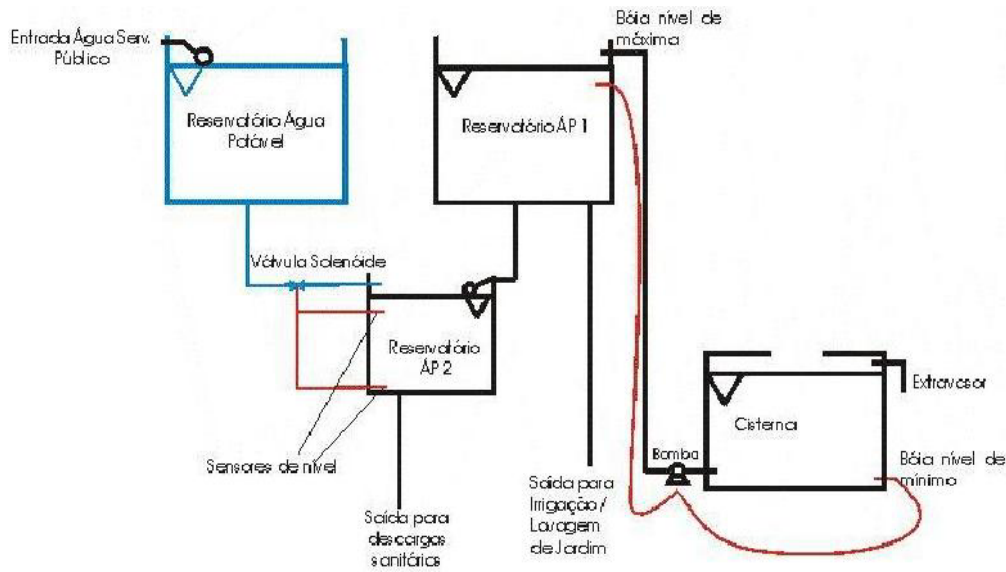 Entrada Água Serv.
Público
Bóia nível de
máxima
Reservatório Água
Potável
Reservatório ÁP 1
Válvula Solenóide
Reservatório
ÁP 2
Extravasor
Cisterna
Sensores de nível
Bomba
Bóia nível de
mínimo
Saída para
Irrigação/
Lavagem
de Jardim
Saída para
descargas
sanitárias